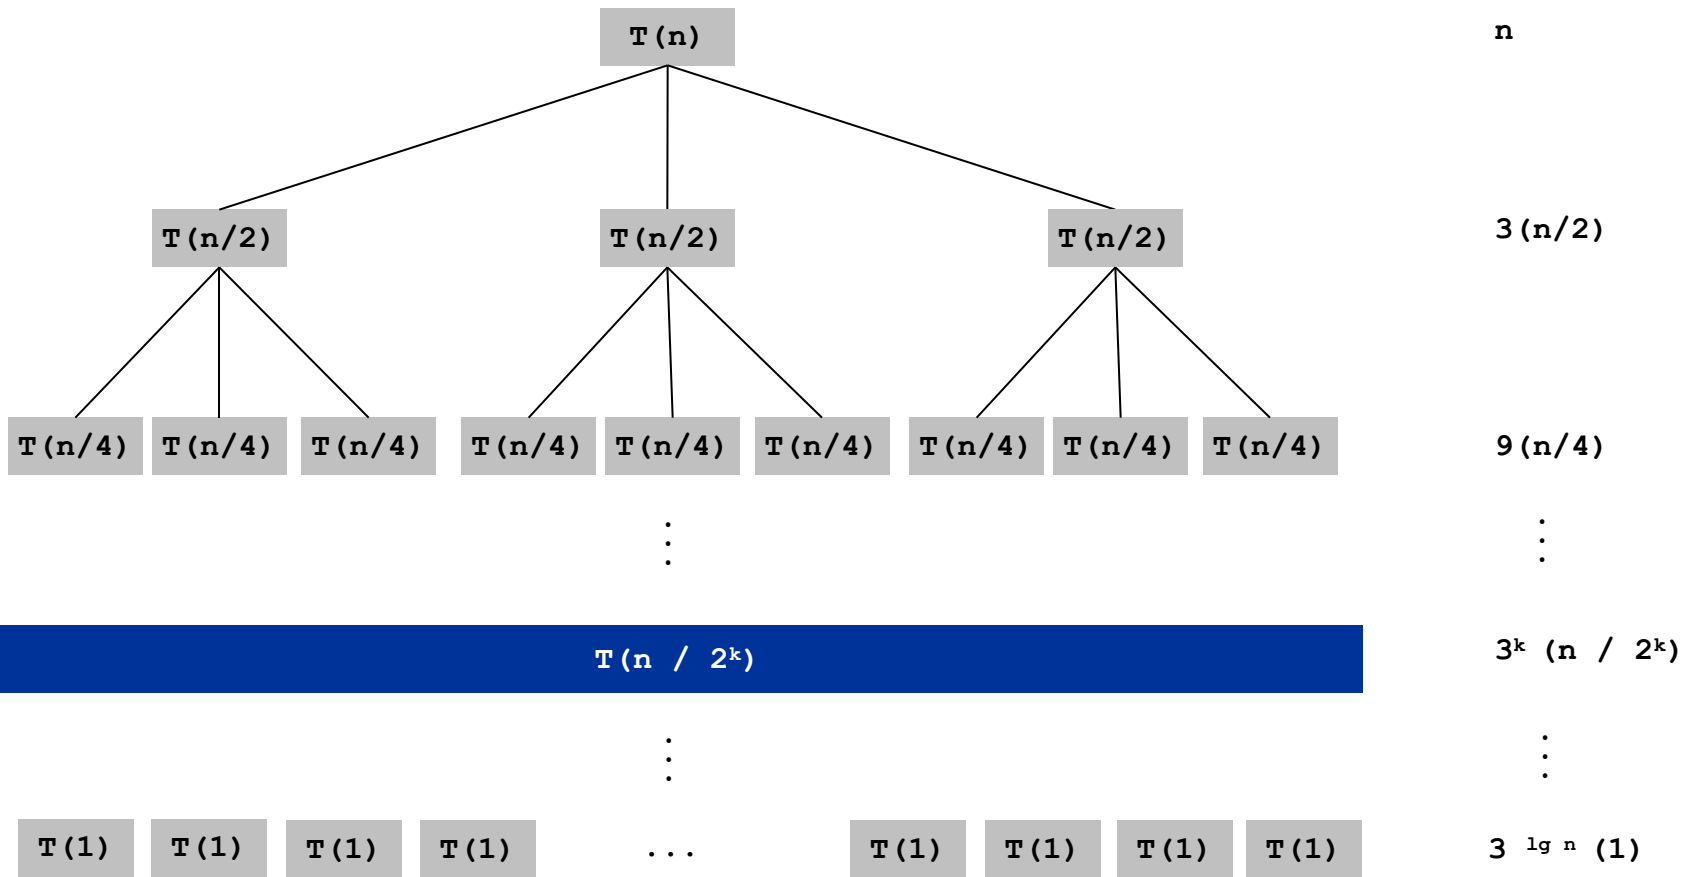 T(n) n
T(n/2) T(n/2) T(n/2) 3(n/2)
T(n/4) T(n/4) T(n/4) T(n/4) T(n/4) T(n/4) T(n/4) T(n/4) T(n/4) 9(n/4)
T(n / 2ᵏ) 3ᵏ (n / 2ᵏ)
T(1) T(1) T(1) T(1) ... T(1) T(1) T(1) T(1) 3 ˡᵍ ⁿ (1)